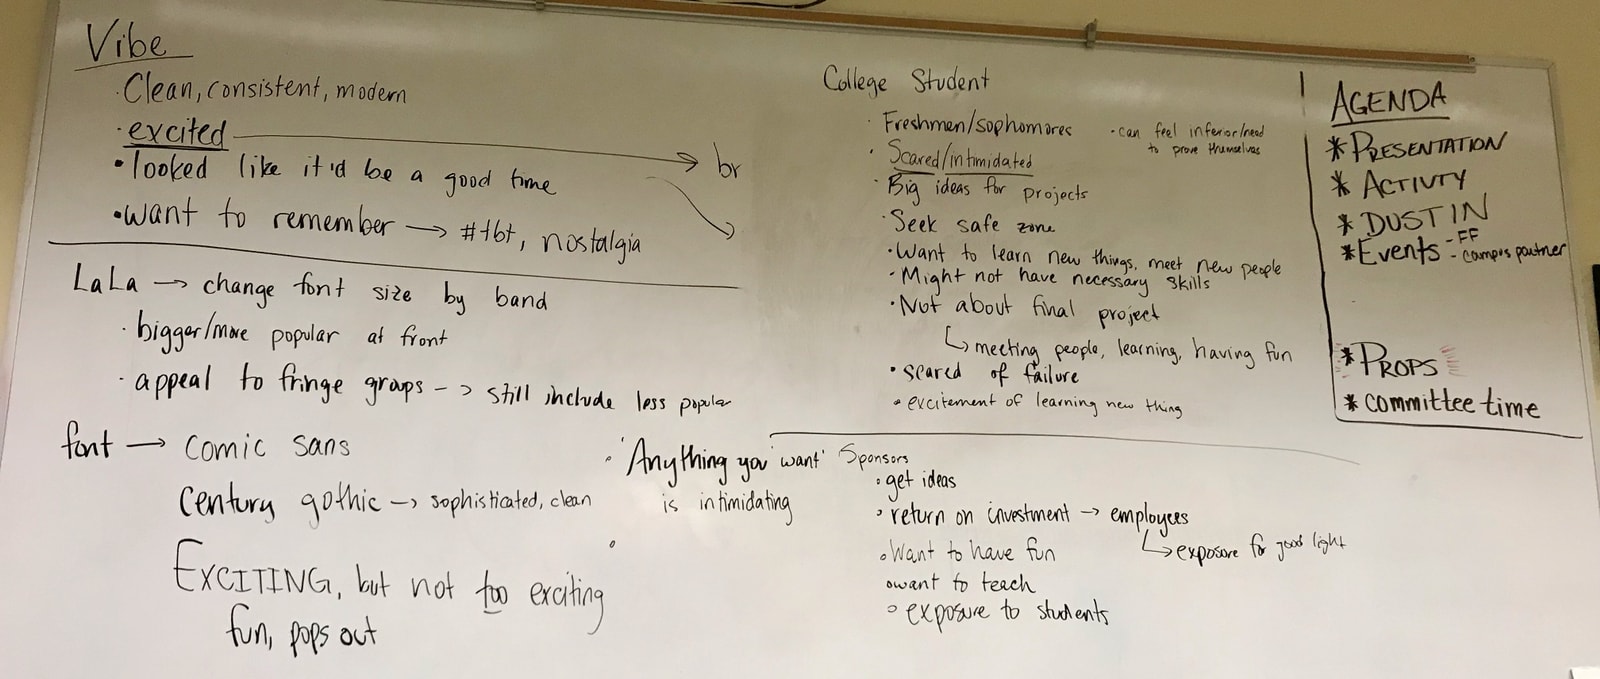 Vibe
· Clean, consistent, modern
· excited → br
• looked like it'd be a good time
• want to remember → #tbt, nostalgia
LaLa → change font size by band
· bigger/more popular at front
· appeal to fringe groups → still include less popular
font → comic sans
century gothic → sophisticated, clean
EXCITING, but not too exciting
fun, pops out
· "Anything you want"
is intimidating
College Student
· Freshmen/sophomores
· can feel inferior/need
to prove themselves
· Scared/intimidated
· Big ideas for projects
· Seek safe zone
· Want to learn new things, meet new people
· Might not have necessary skills
· Not about final project
↳ meeting people, learning, having fun
• scared of failure
• excitement of learning new thing
Sponsors
• get ideas
• return on investment → employees
↳ exposure for good light
• Want to have fun
• want to teach
• exposure to students
AGENDA
* PRESENTATION
* ACTIVTY
* DUSTIN
* Events - FF
- campus partner
* PROPS
* committee time